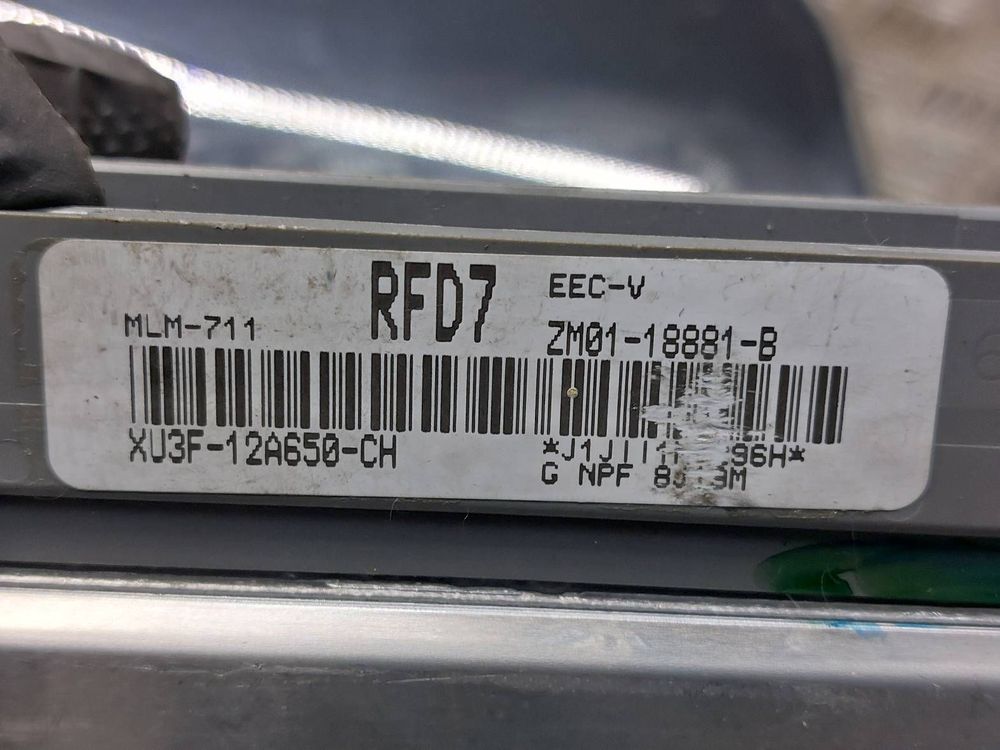 RFD7 EEC-V
MLM-711 ZM01-18881-B
XU3F-12A650-CH
G NPF